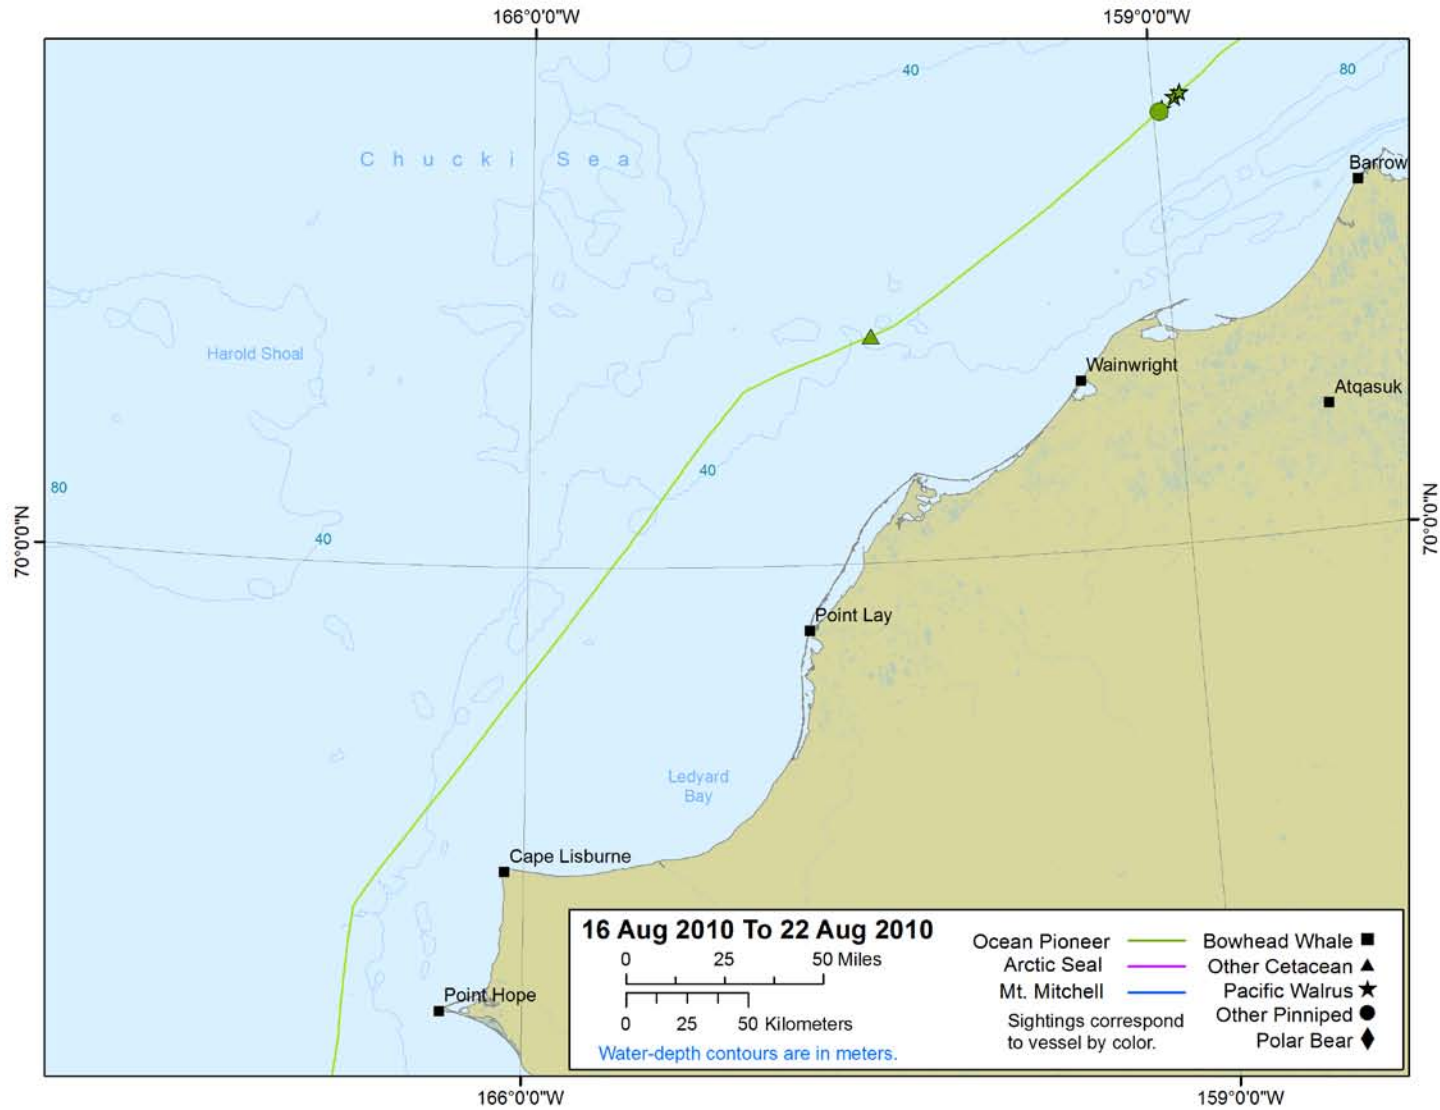 166°0'0"W
159°0'0"W
40
80
Chucki Sea
Barrow
Harold Shoal
Wainwright
Atqasuk
40
80
70°0'0"N
70°0'0"N
40
Point Lay
Ledyard
Bay
Cape Lisburne
Point Hope
16 Aug 2010 To 22 Aug 2010
0 25 50 Miles
0 25 50 Kilometers
Water-depth contours are in meters.
Ocean Pioneer
Arctic Seal
Mt. Mitchell
Sightings correspond
to vessel by color.
Bowhead Whale
Other Cetacean
Pacific Walrus
Other Pinniped
Polar Bear
166°0'0"W
159°0'0"W